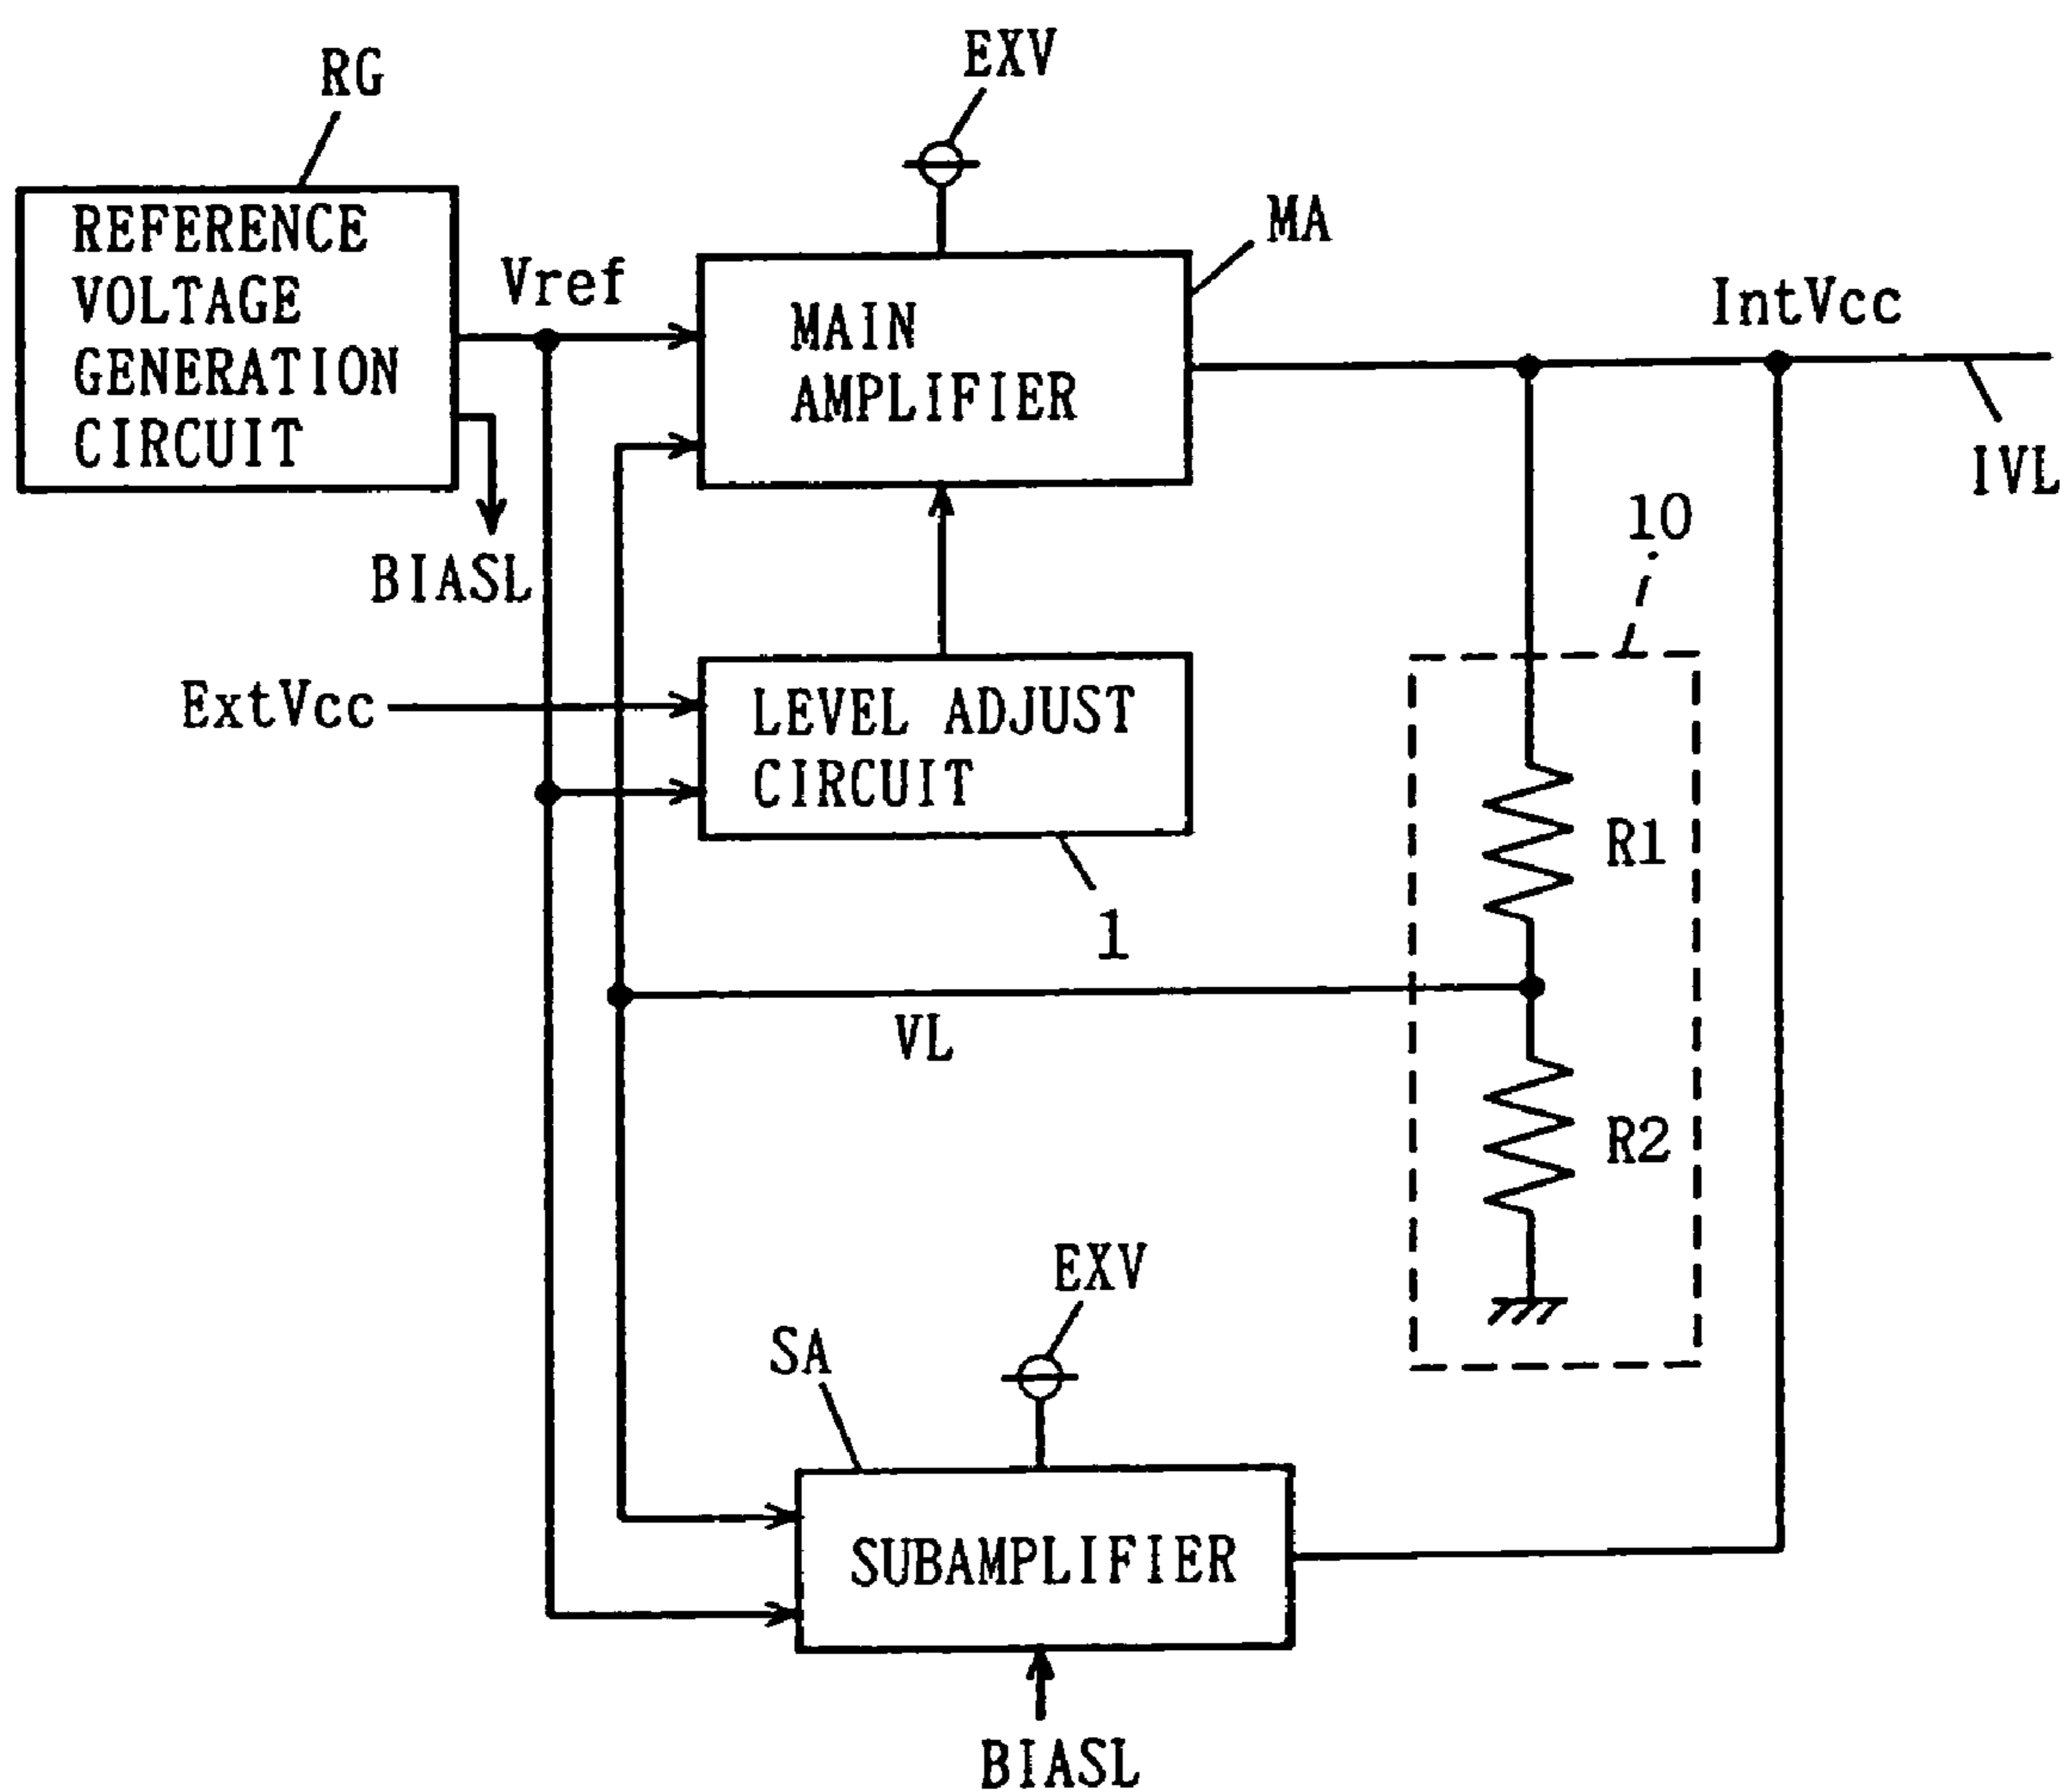 RG
EXV
MA
REFERENCE
VOLTAGE
GENERATION
CIRCUIT
Vref
MAIN
AMPLIFIER
IntVcc
IVL
BIASL
10
ExtVcc
LEVEL ADJUST
CIRCUIT
R1
1
VL
R2
EXV
SA
SUBAMPLIFIER
BIASL